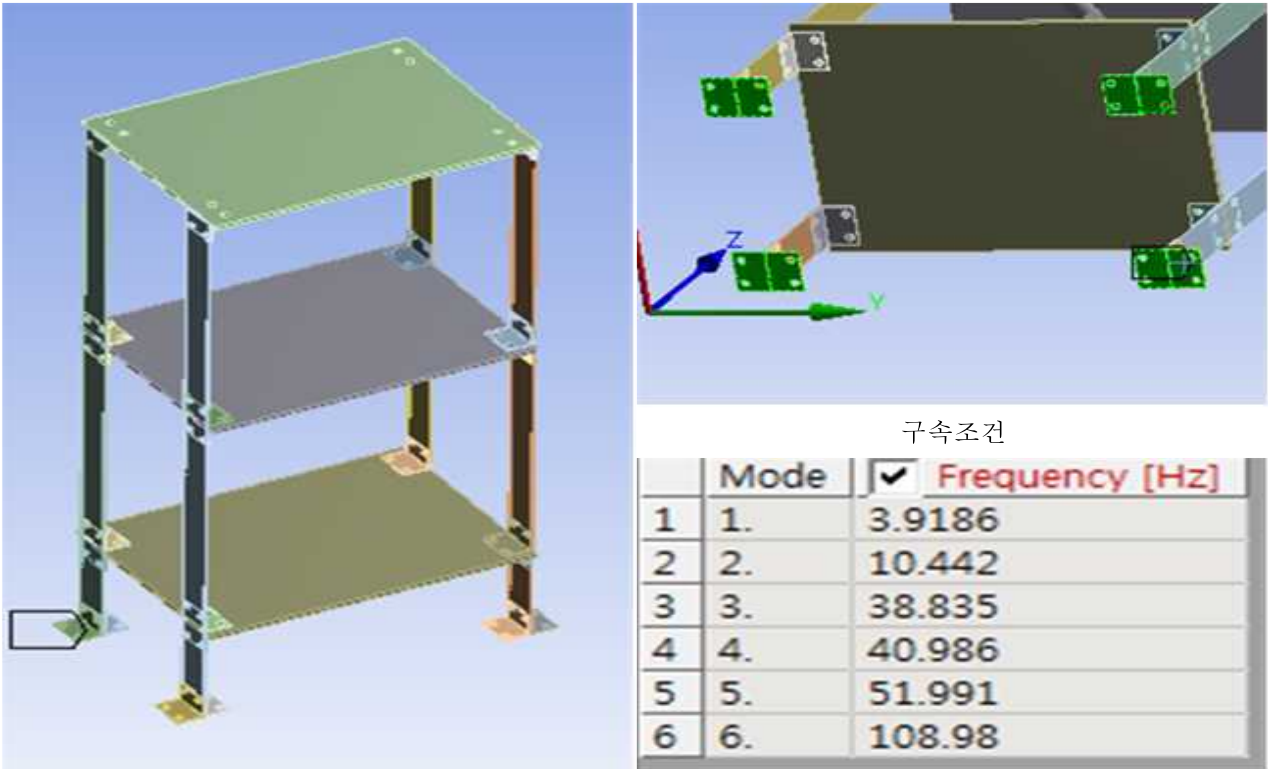 Z
Y
구속조건
Mode Frequency [Hz]
1 1. 3.9186
2 2. 10.442
3 3. 38.835
4 4. 40.986
5 5. 51.991
6 6. 108.98